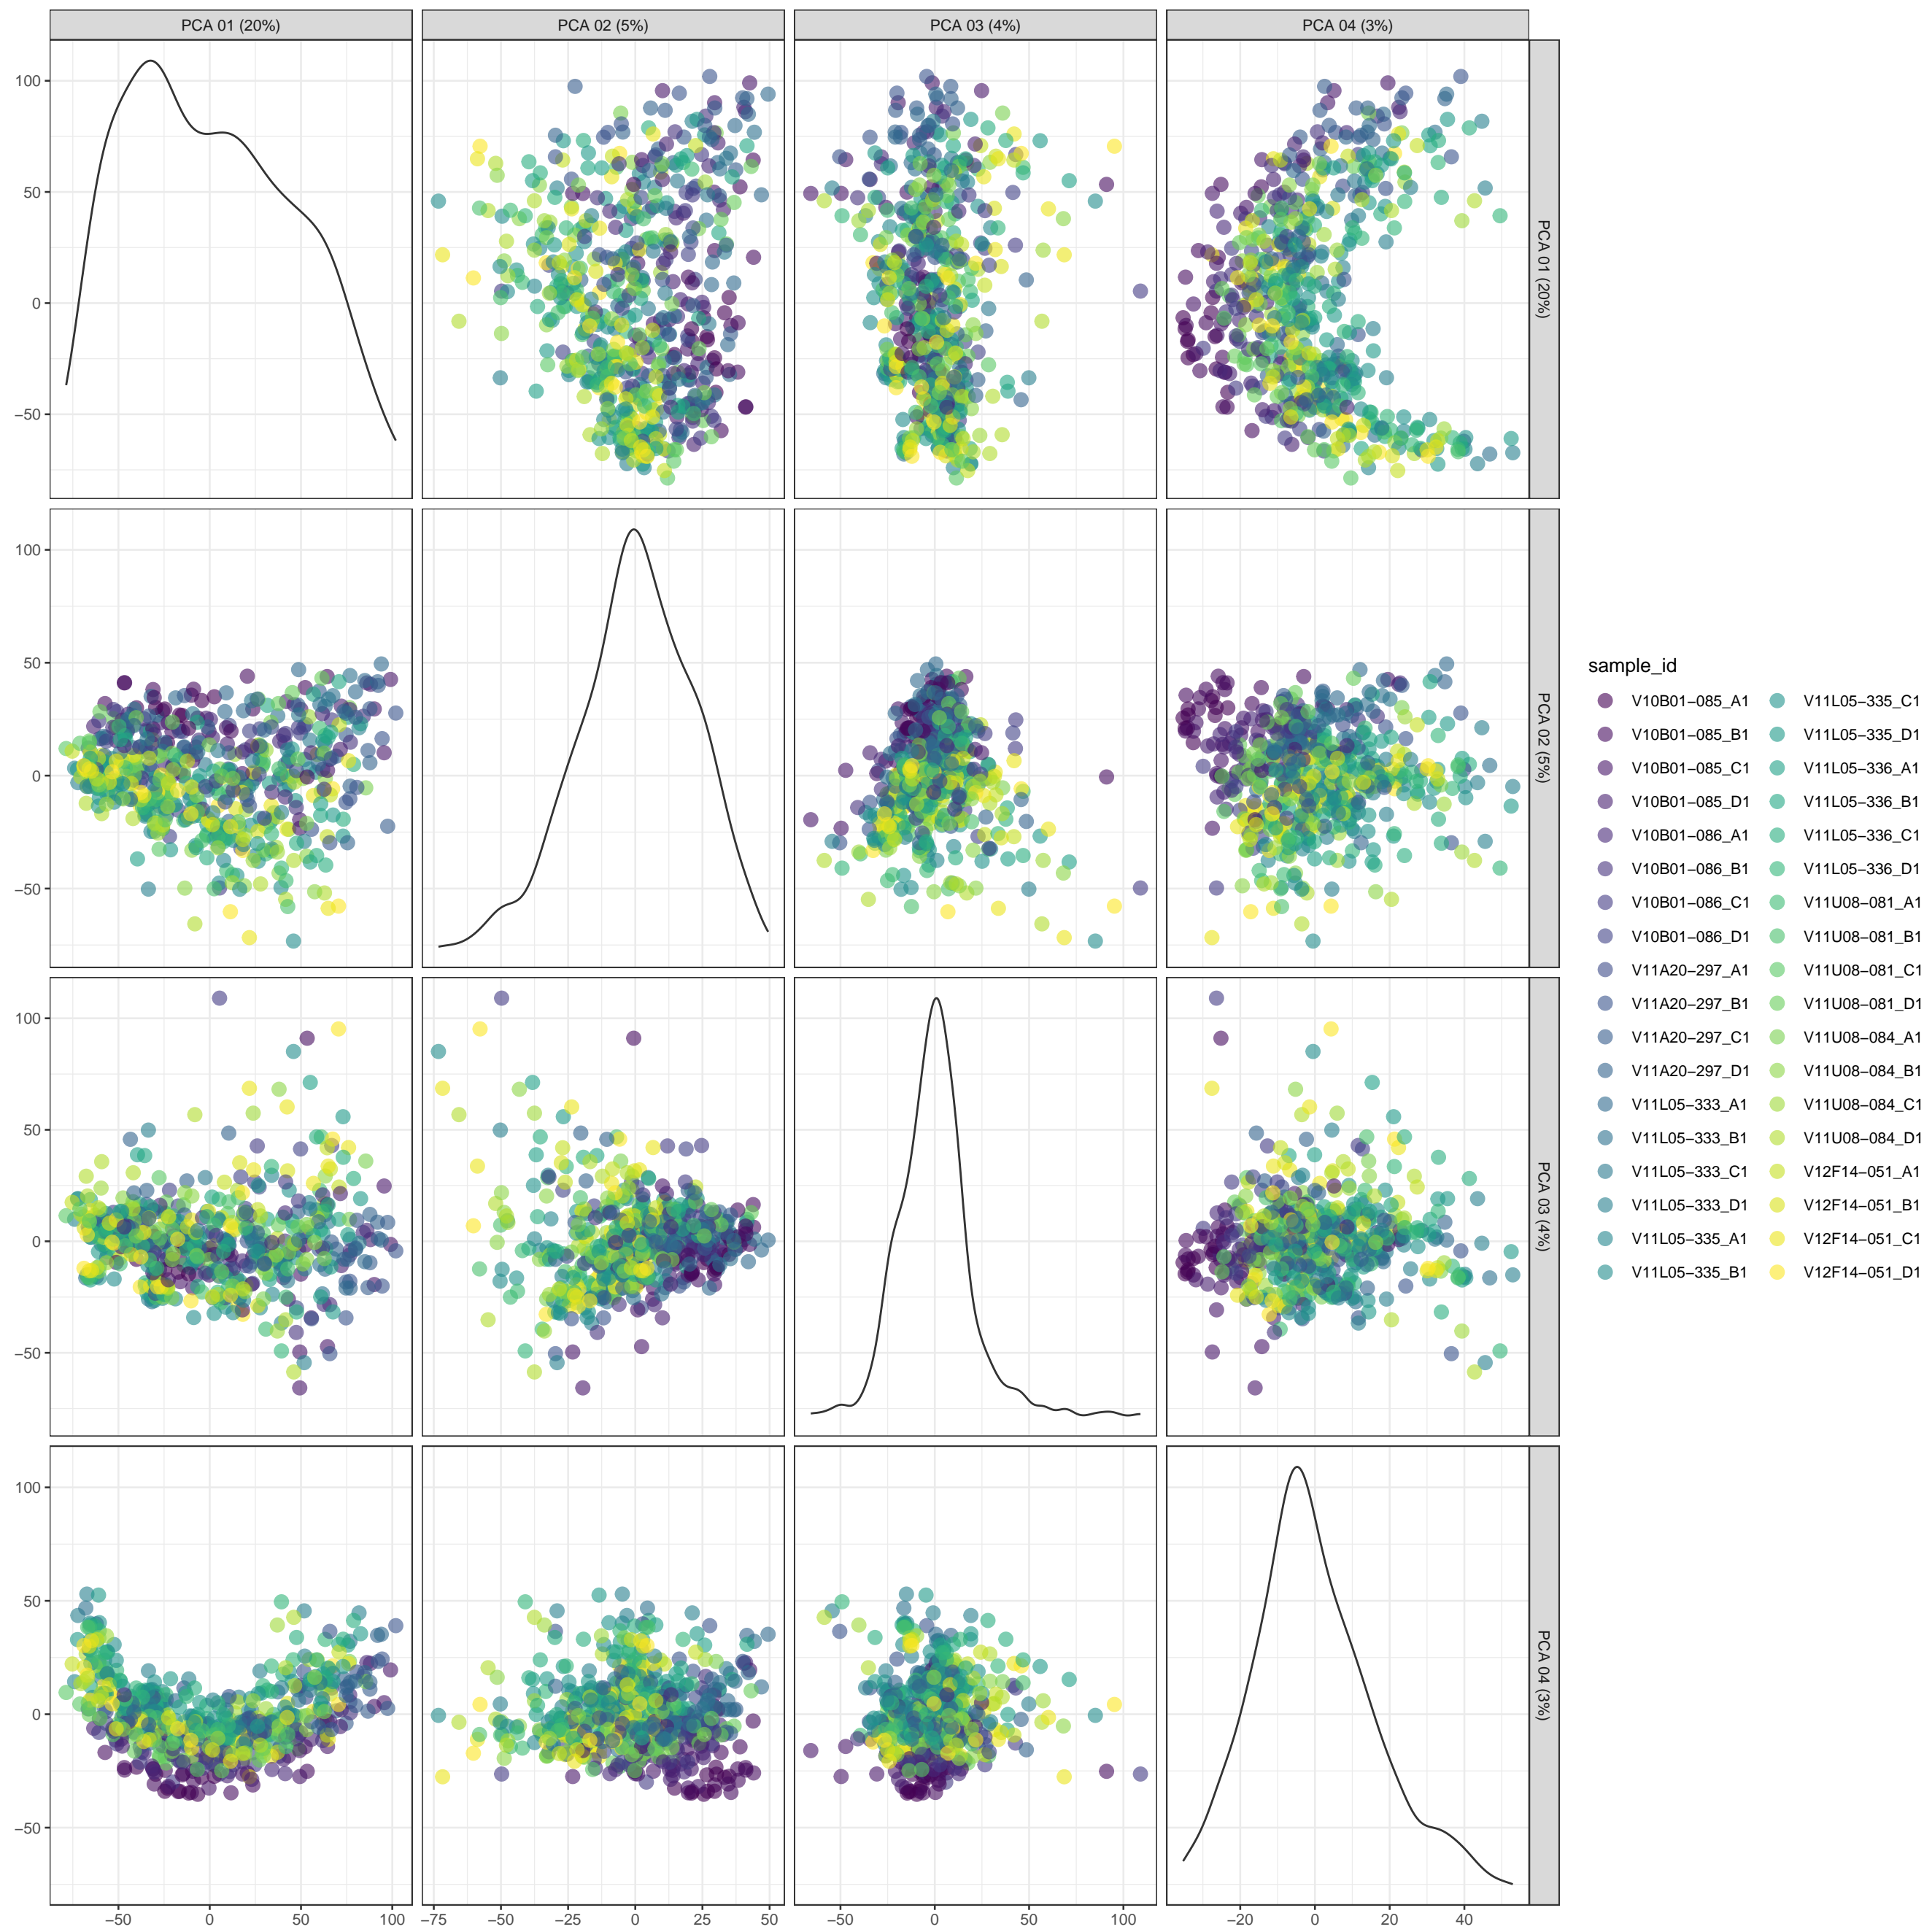 PCA 01 (20%)
PCA 02 (5%)
PCA 03 (4%)
PCA 04 (3%)
100
50
0
−50
PCA 01 (20%)
100
50
0
−50
PCA 02 (5%)
100
50
0
−50
PCA 03 (4%)
100
50
0
−50
PCA 04 (3%)
−50 0 50 100
−75 −50 −25 0 25 50
−50 0 50 100
−20 0 20 40
sample_id
V10B01−085_A1
V10B01−085_B1
V10B01−085_C1
V10B01−085_D1
V10B01−086_A1
V10B01−086_B1
V10B01−086_C1
V10B01−086_D1
V11A20−297_A1
V11A20−297_B1
V11A20−297_C1
V11A20−297_D1
V11L05−333_A1
V11L05−333_B1
V11L05−333_C1
V11L05−333_D1
V11L05−335_A1
V11L05−335_B1
V11L05−335_C1
V11L05−335_D1
V11L05−336_A1
V11L05−336_B1
V11L05−336_C1
V11L05−336_D1
V11U08−081_A1
V11U08−081_B1
V11U08−081_C1
V11U08−081_D1
V11U08−084_A1
V11U08−084_B1
V11U08−084_C1
V11U08−084_D1
V12F14−051_A1
V12F14−051_B1
V12F14−051_C1
V12F14−051_D1